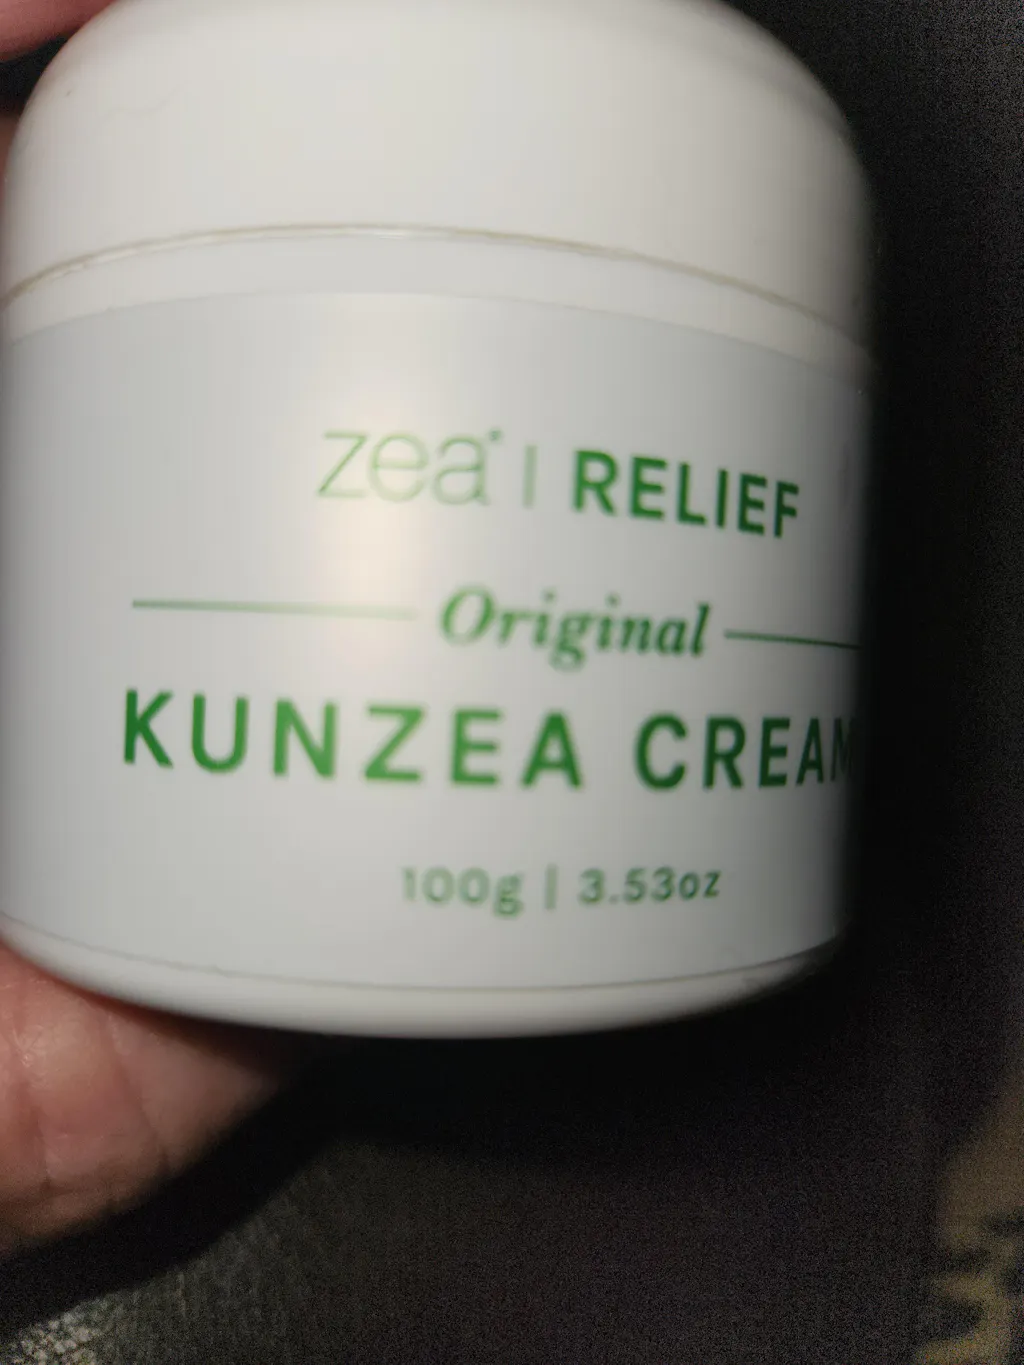 zea® | RELIEF
Original
KUNZEA CREAM
100g | 3.53oz